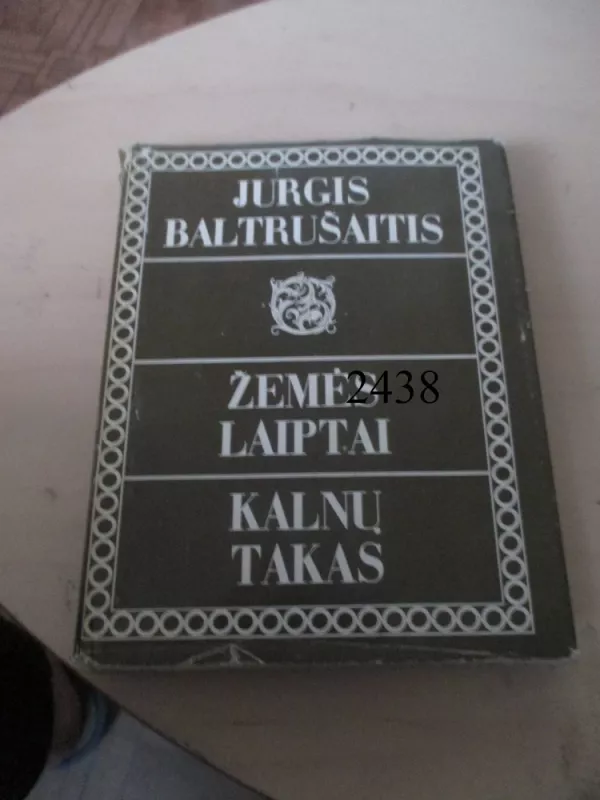 JURGIS
BALTRUŠAITIS
ŽEMĖS
2438
LAIPTAI
KALNŲ
TAKAS